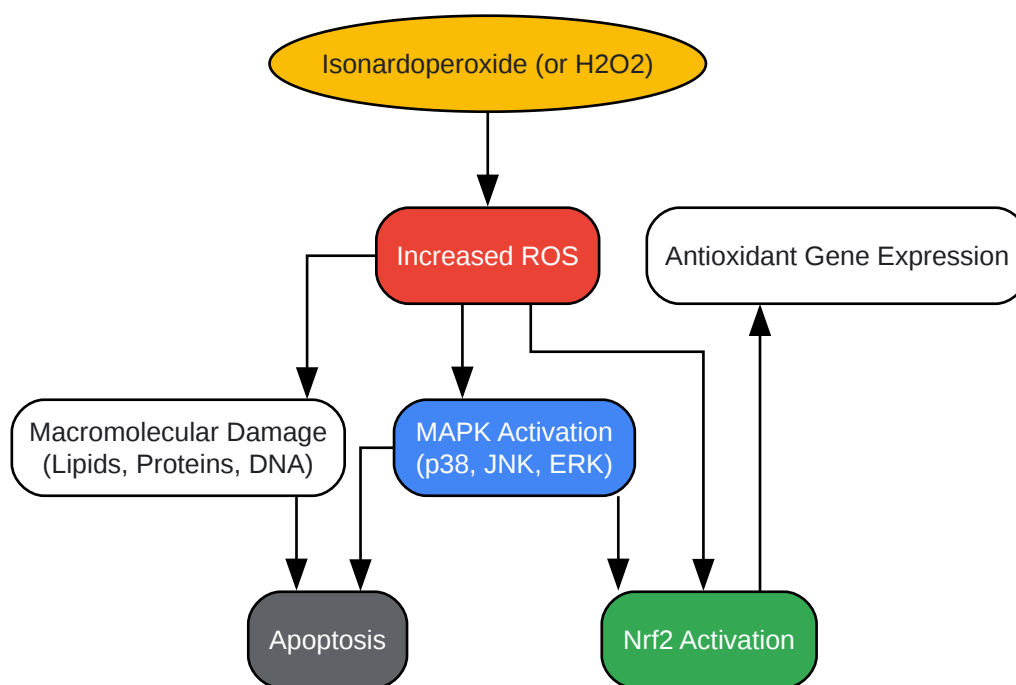 Isonardoperoxide (or H2O2)
Increased ROS
Antioxidant Gene Expression
Macromolecular Damage
(Lipids, Proteins, DNA)
MAPK Activation
(p38, JNK, ERK)
Apoptosis
Nrf2 Activation